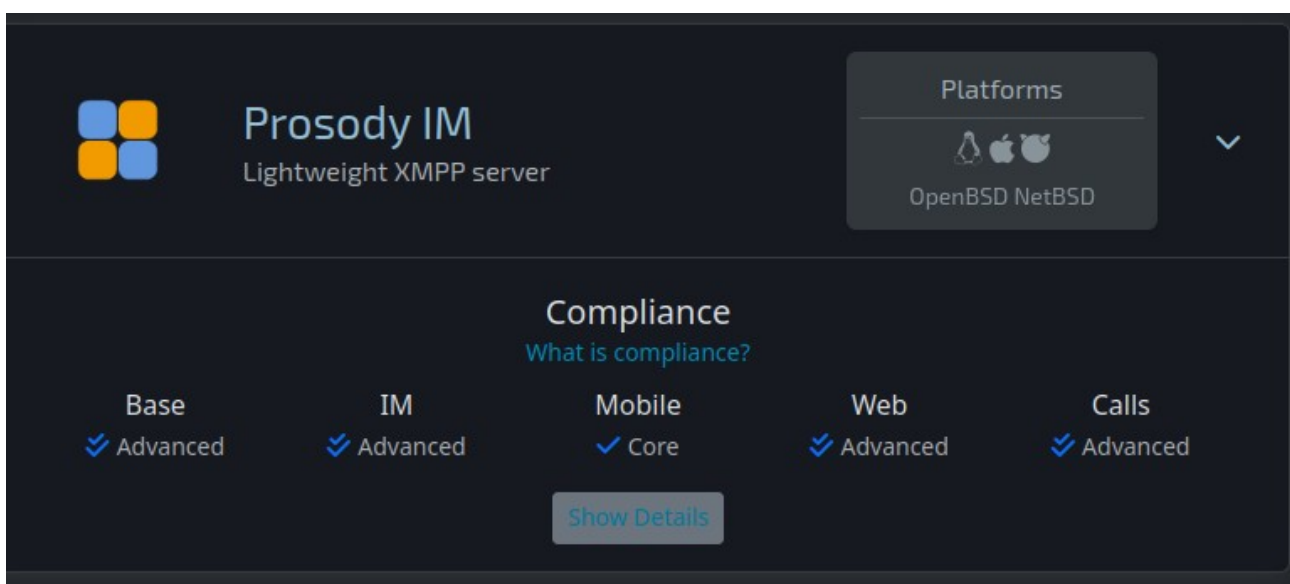 Prosody IM
Lightweight XMPP server
Platforms
OpenBSD NetBSD
Compliance
What is compliance?
Base IM Mobile Web Calls
Advanced Advanced Core Advanced Advanced
Show Details